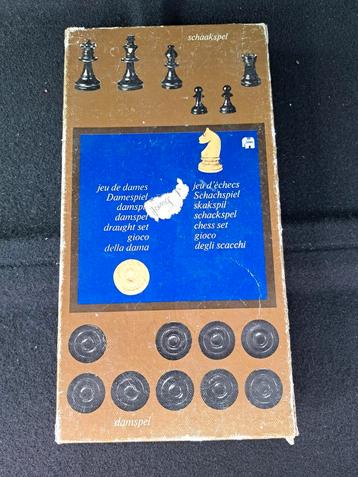 schaakspel
jeu de dames
Damespiel
damspil
damspel
draught set
gioco
della dama
jeu d'échecs
Schachspiel
skakspil
schackspel
chess set
gioco
degli scacchi
damspel